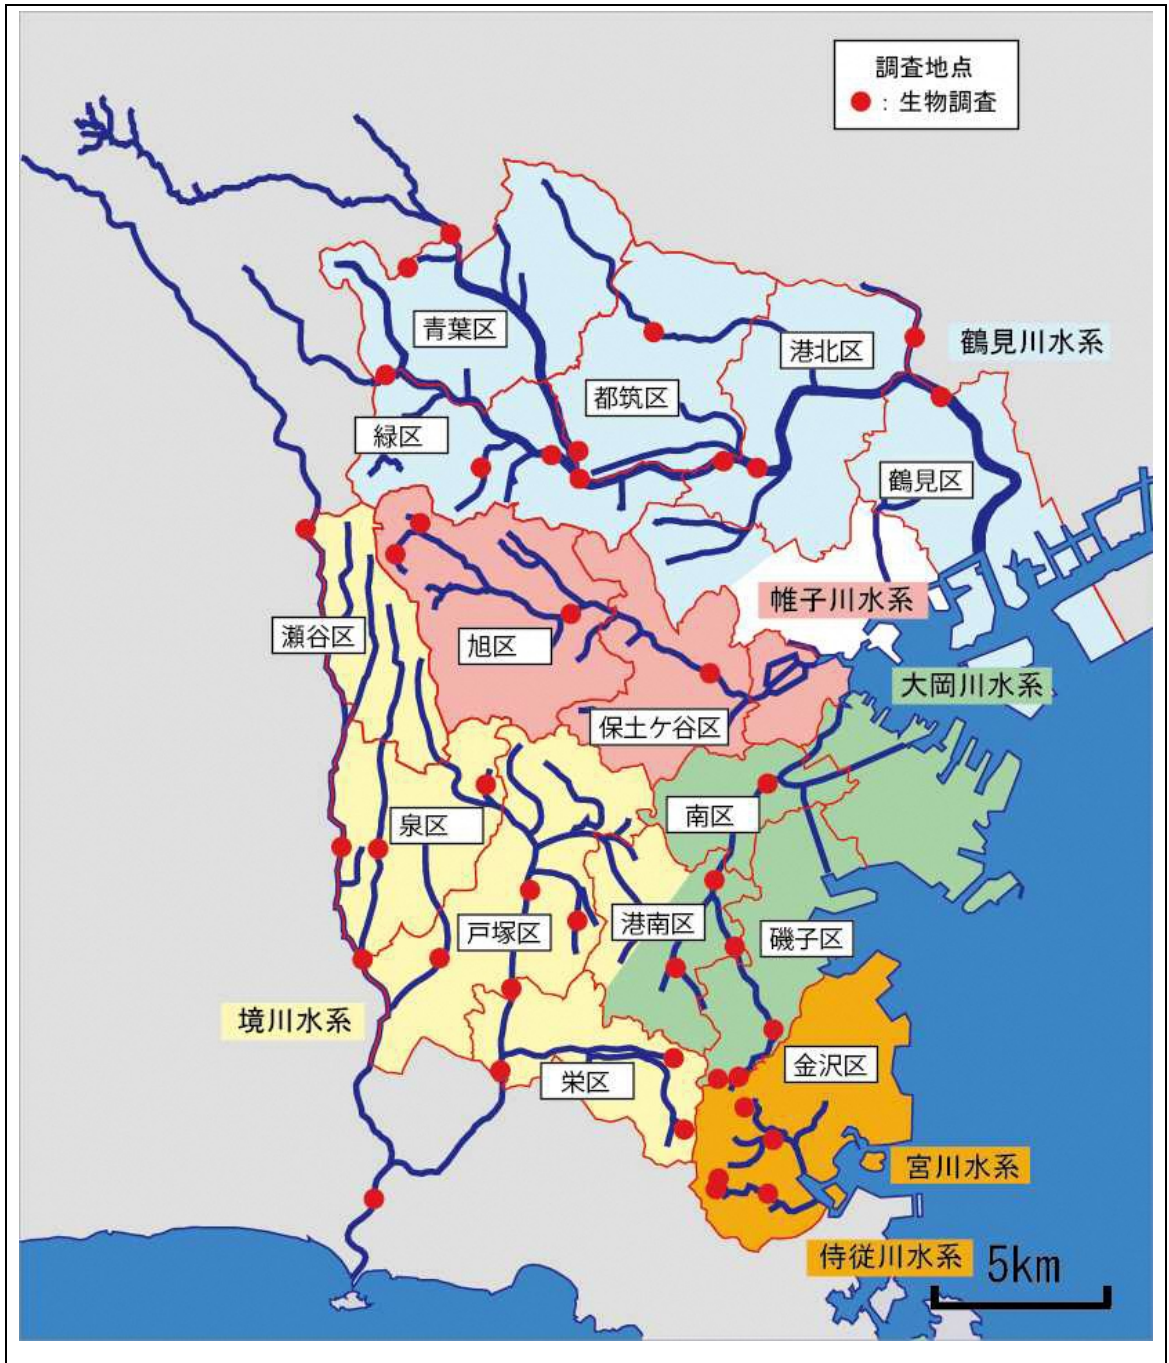 調査地点
●：生物調査
青葉区
港北区
鶴見川水系
都筑区
緑区
鶴見区
帷子川水系
瀬谷区
旭区
大岡川水系
保土ケ谷区
南区
泉区
港南区
戸塚区
磯子区
境川水系
金沢区
栄区
宮川水系
侍従川水系
5km